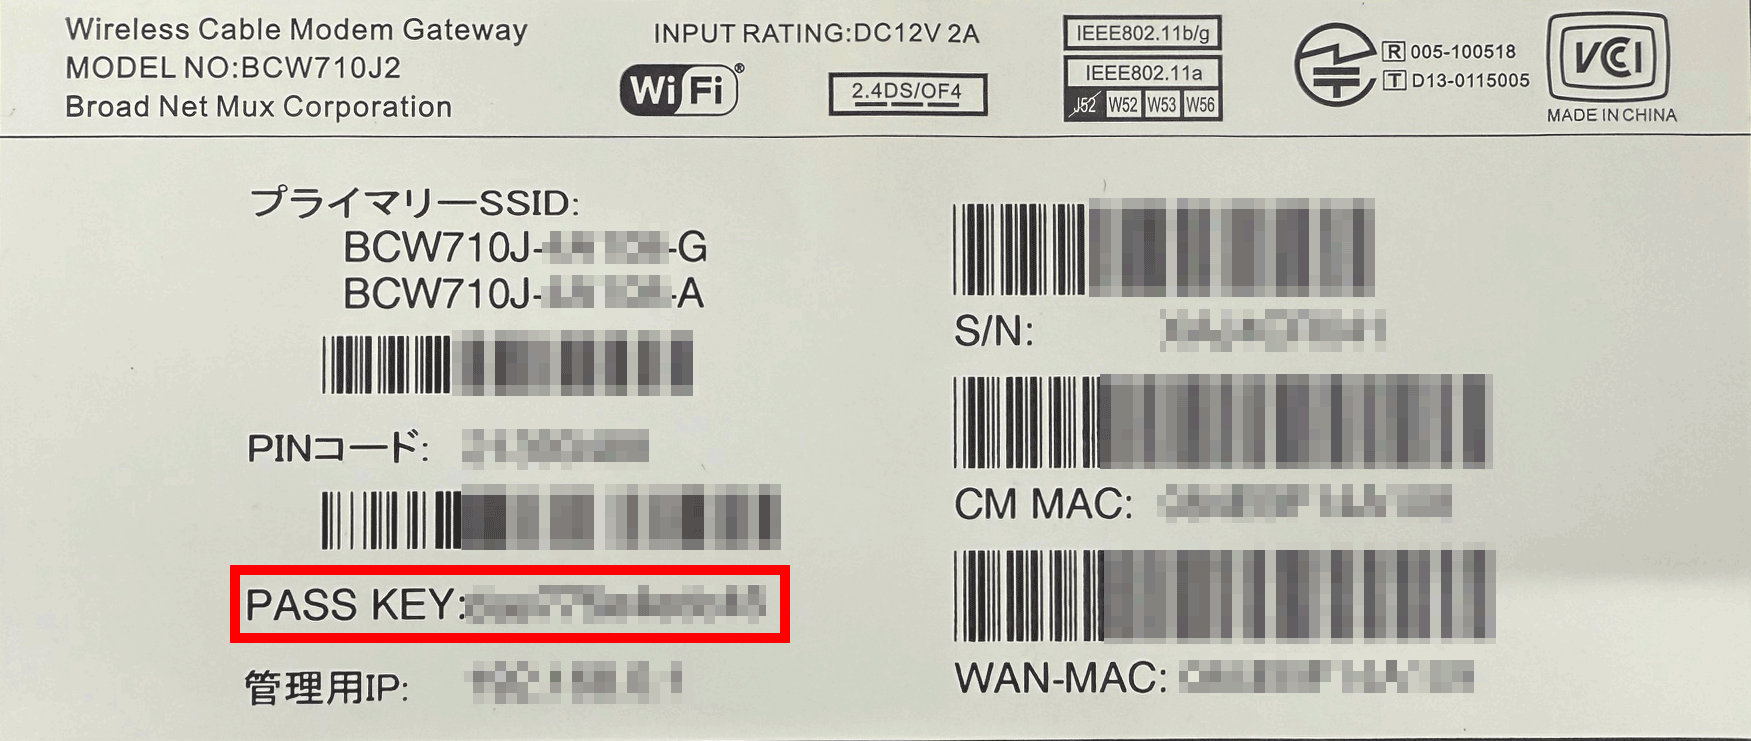 Wireless Cable Modem Gateway
MODEL NO:BCW710J2
Broad Net Mux Corporation
INPUT RATING:DC12V 2A
Wi Fi®
2.4DS/OF4
IEEE802.11b/g
IEEE802.11a
J52 W52 W53 W56
R 005-100518
T D13-0115005
VCCI
MADE IN CHINA
プライマリーSSID:
BCW710J- -G
BCW710J- -A
PINコード:
PASS KEY:
管理用IP:
S/N:
CM MAC:
WAN-MAC: